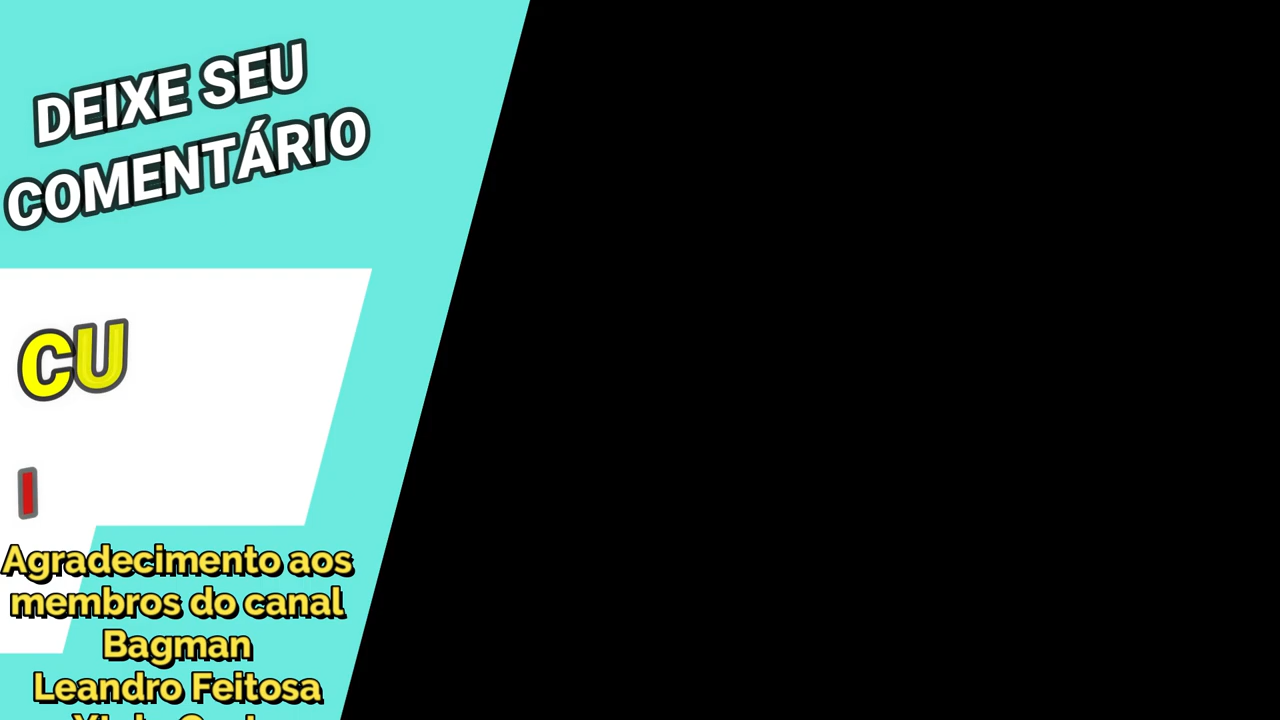 DEIXE SEU
COMENTÁRIO
CU
I
Agradecimento aos
membros do canal
Bagman
Leandro Feitosa